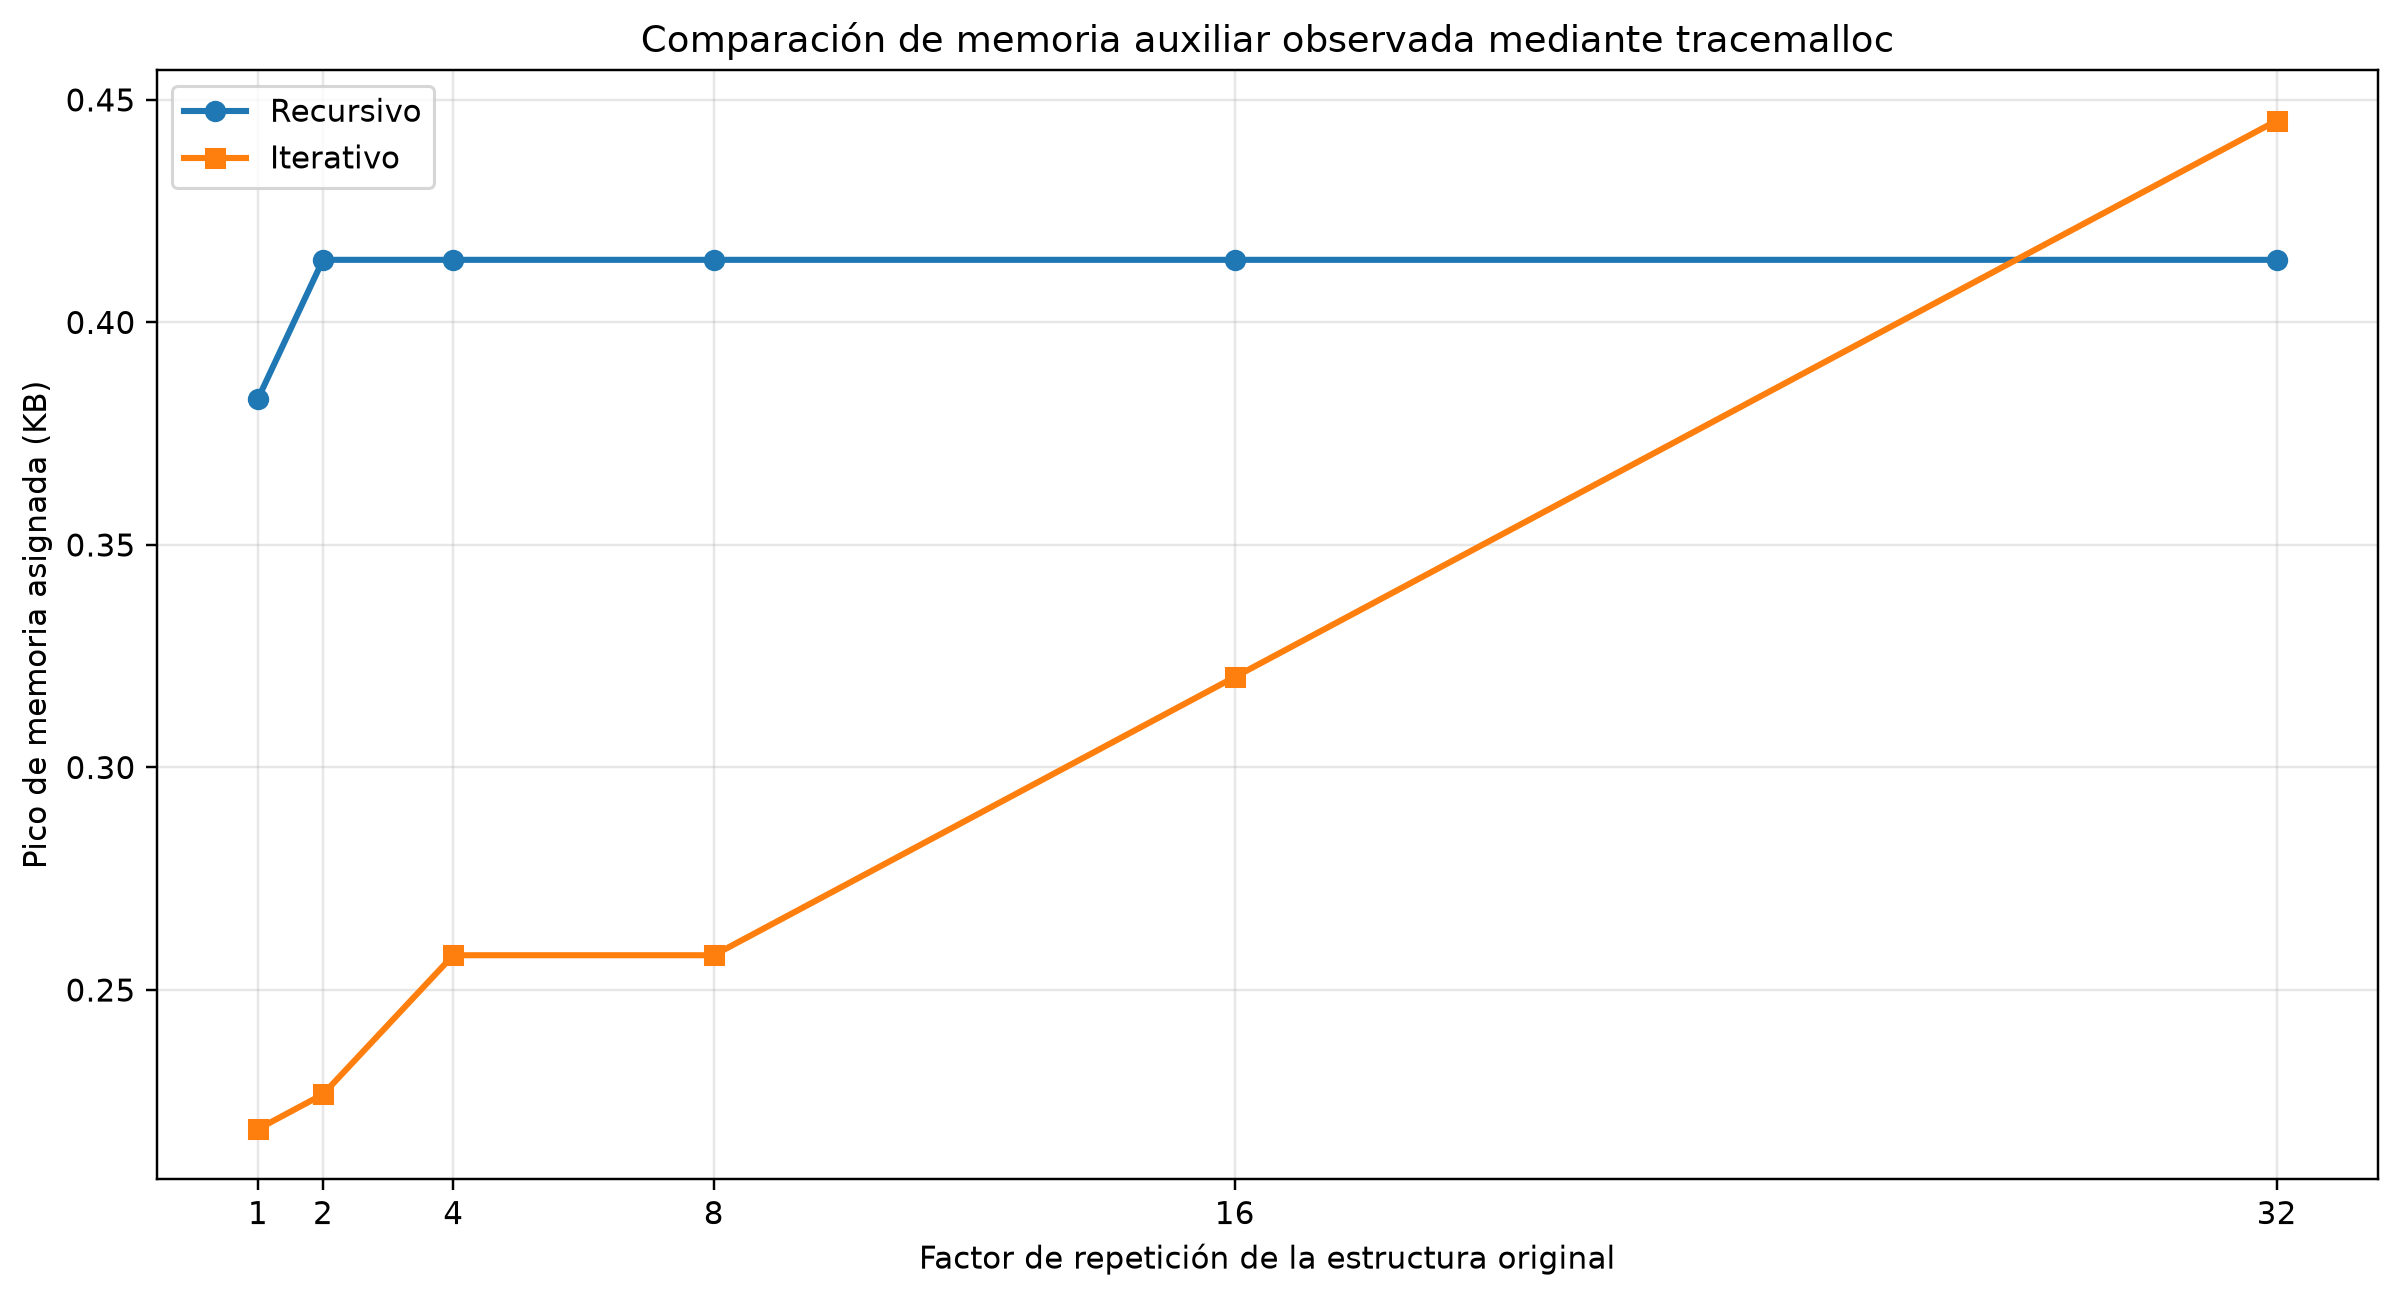 Comparación de memoria auxiliar observada mediante tracemalloc
Recursivo
Iterativo
Pico de memoria asignada (KB)
0.45
0.40
0.35
0.30
0.25
1 2 4 8 16 32
Factor de repetición de la estructura original